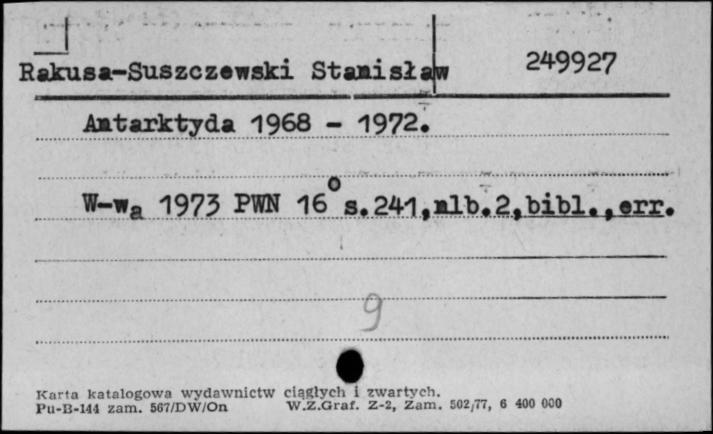 Rakusa-Suszczewski Stanisław 249927
Antarktyda 1968 - 1972.
W-wa 1973 PWN 16° s.241,nlb.2,bibl.,err.
9
Karta katalogowa wydawnictw ciągłych i zwartych.
Pu-B-144 zam. 567/DW/On W.Z.Graf. Z-2, Zam. 502/77, 6 400 000